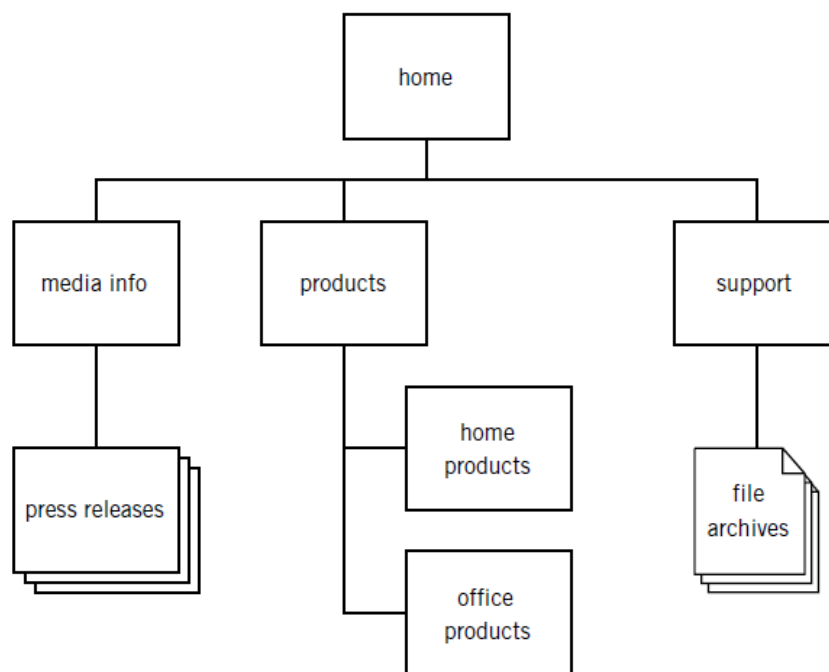 home
media info
products
support
home
products
press releases
file
archives
office
products